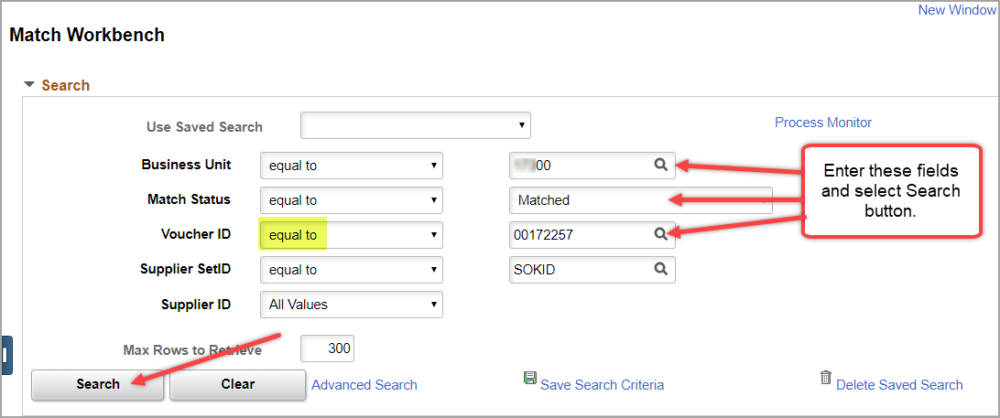 New Window
Match Workbench
Search
Use Saved Search
Process Monitor
Business Unit equal to 00
Match Status equal to Matched
Voucher ID equal to 00172257
Supplier SetID equal to SOKID
Supplier ID All Values
Enter these fields
and select Search
button.
Max Rows to Retrieve 300
Search Clear Advanced Search Save Search Criteria Delete Saved Search